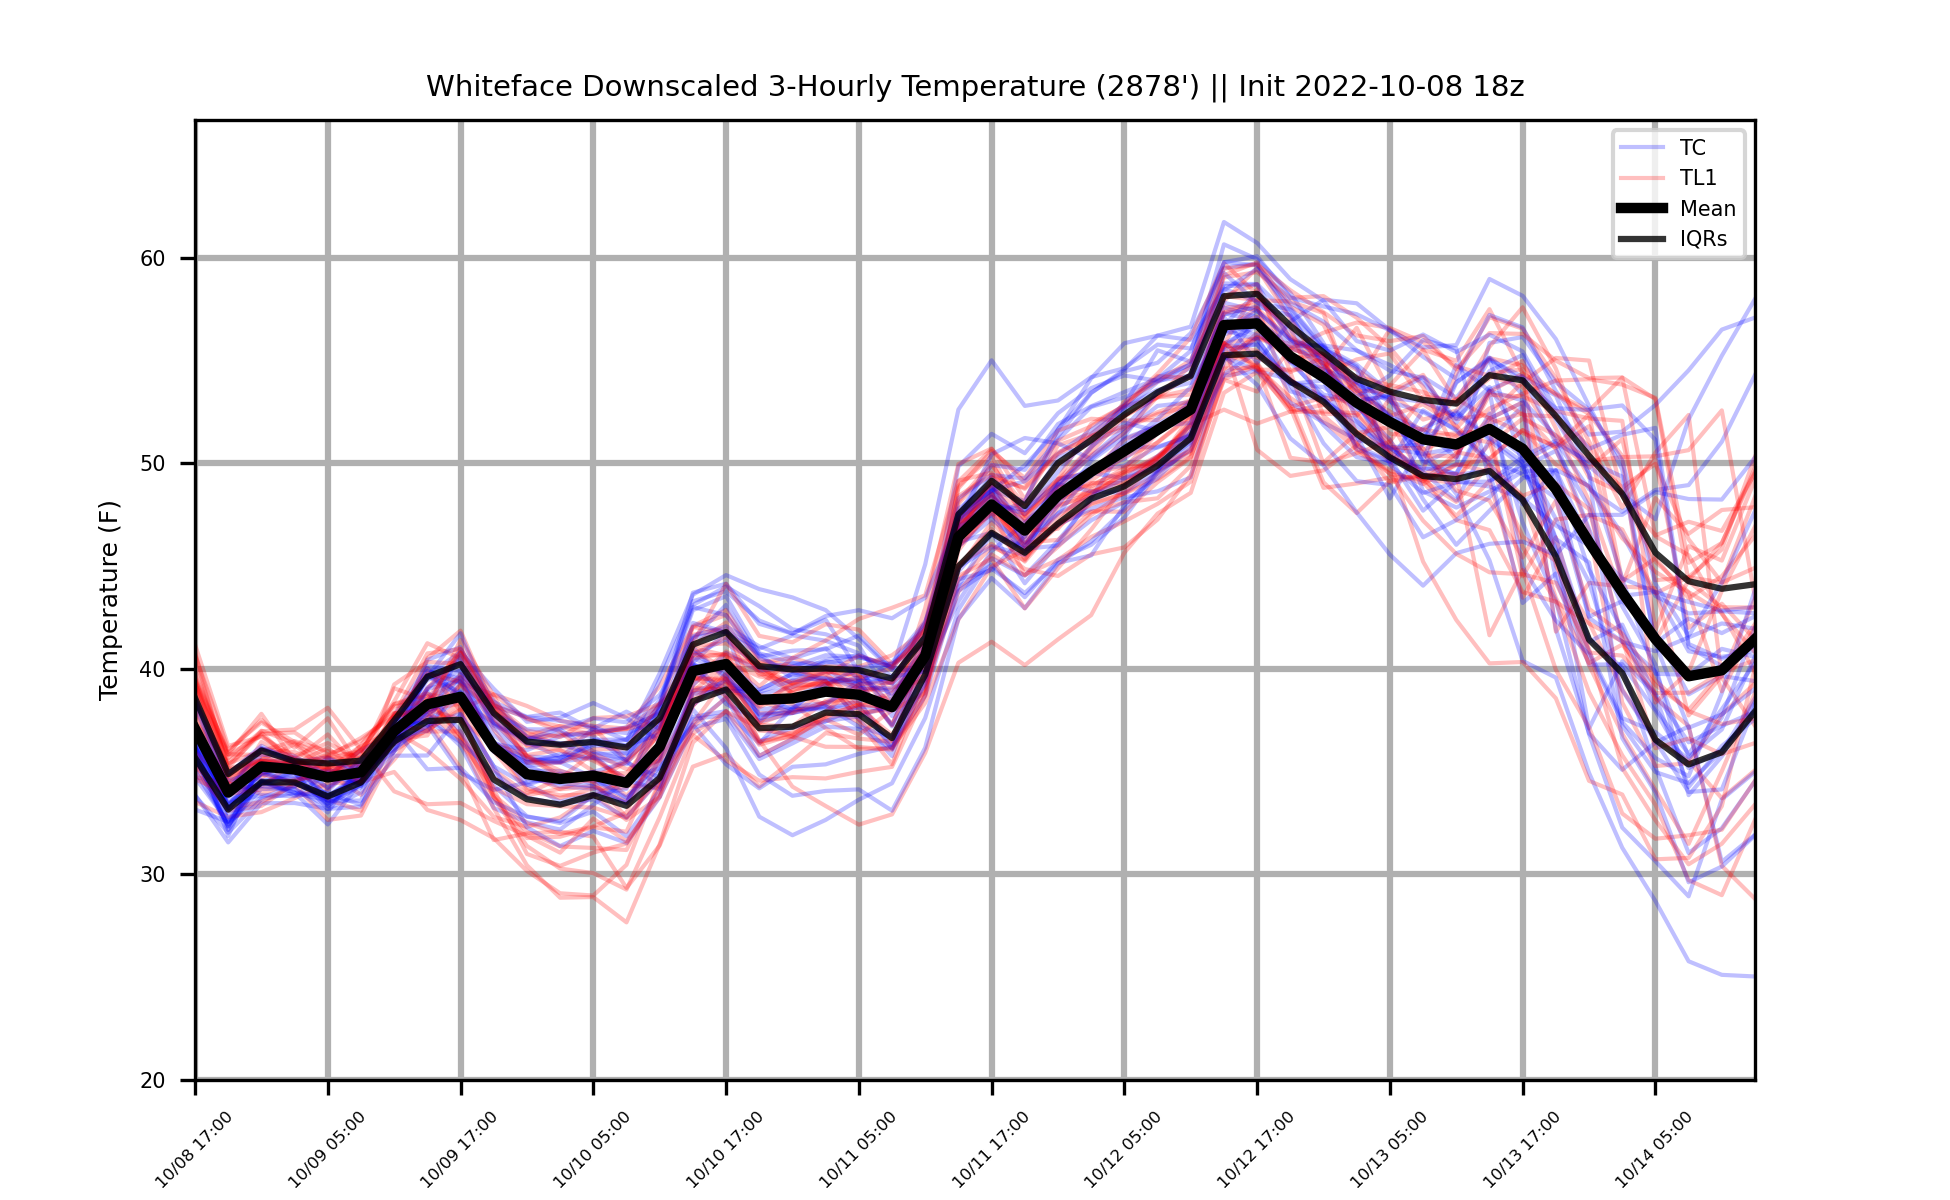 Whiteface Downscaled 3-Hourly Temperature (2878') || Init 2022-10-08 18z
TC
TL1
Mean
IQRs
Temperature (F)
60
50
40
30
20
10/08 17:00
10/09 05:00
10/09 17:00
10/10 05:00
10/10 17:00
10/11 05:00
10/11 17:00
10/12 05:00
10/12 17:00
10/13 05:00
10/13 17:00
10/14 05:00